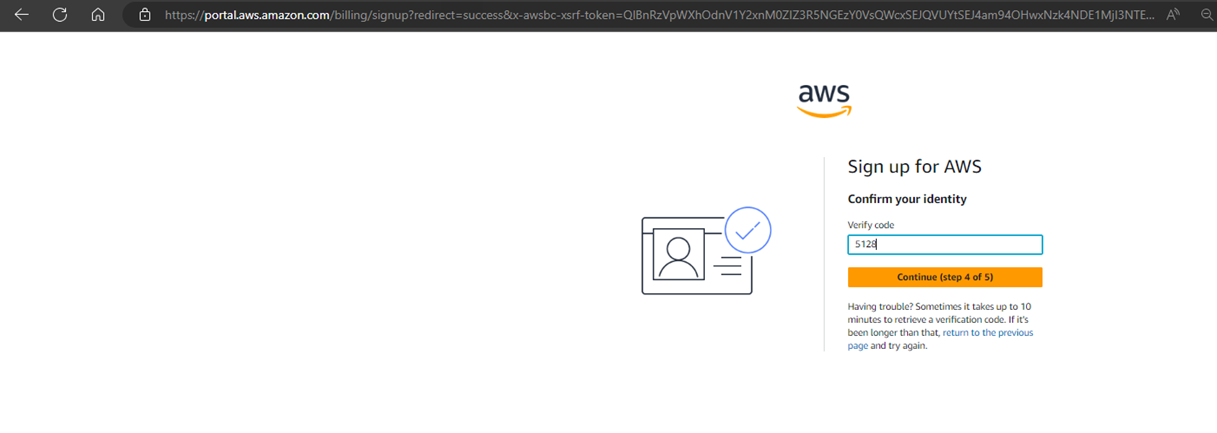 https://portal.aws.amazon.com/billing/signup?redirect=success&x-awsbc-xsrf-token=QlBnRzVpWXhOdnV1Y2xnM0ZIZ3R5NGEzY0VsQWcxSEJQVUYtSEJ4am94OHwxNzk4NDE1MjI3NTE...
aws
Sign up for AWS
Confirm your identity
Verify code
5128
Continue (step 4 of 5)
Having trouble? Sometimes it takes up to 10
minutes to retrieve a verification code. If it's
been longer than that, return to the previous
page and try again.